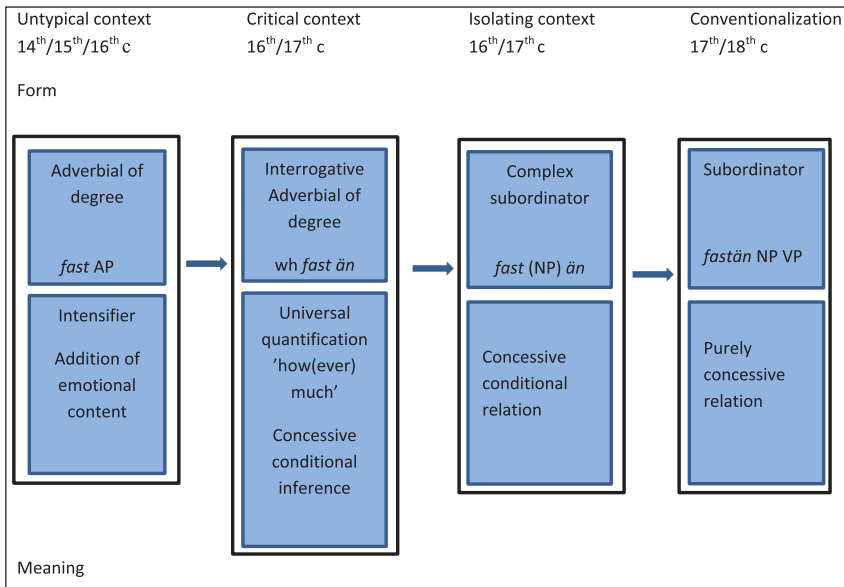 Untypical context
14th/15th/16th c
Critical context
16th/17th c
Isolating context
16th/17th c
Conventionalization
17th/18th c
Form
Adverbial of
degree
fast AP
Intensifier
Addition of
emotional
content
Interrogative
Adverbial of
degree
wh fast än
Universal
quantification
’how(ever)
much’
Concessive
conditional
inference
Complex
subordinator
fast (NP) än
Concessive
conditional
relation
Subordinator
fastän NP VP
Purely
concessive
relation
Meaning